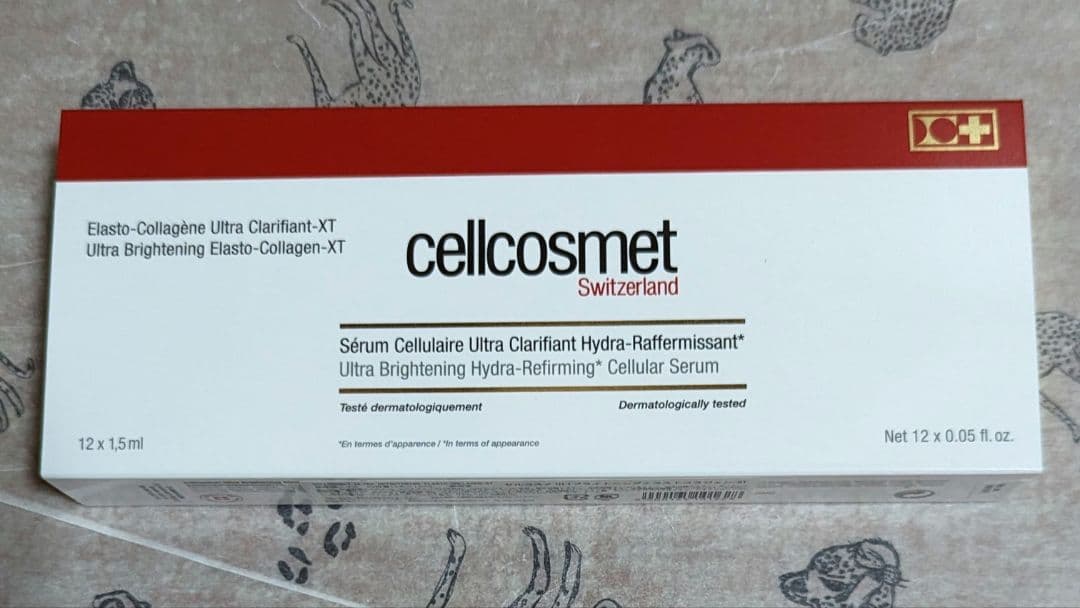 Elasto-Collagène Ultra Clarifiant-XT
Ultra Brightening Elasto-Collagen-XT
cellcosmet
Switzerland
Sérum Cellulaire Ultra Clarifiant Hydra-Raffermissant*
Ultra Brightening Hydra-Refirming* Cellular Serum
Testé dermatologiquement
Dermatologically tested
12 x 1,5 ml
*En termes d'apparence / *In terms of appearance
Net 12 x 0.05 fl. oz.